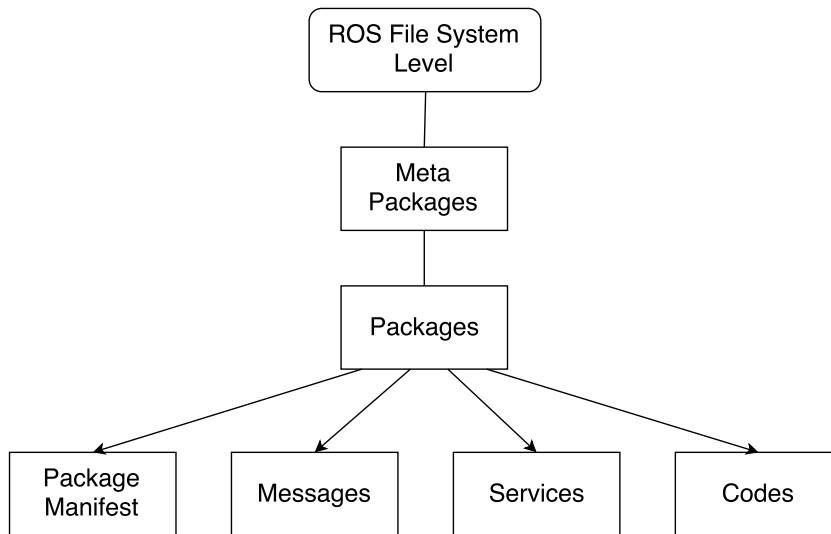 ROS File System
Level
Meta
Packages
Packages
Package
Manifest
Messages
Services
Codes